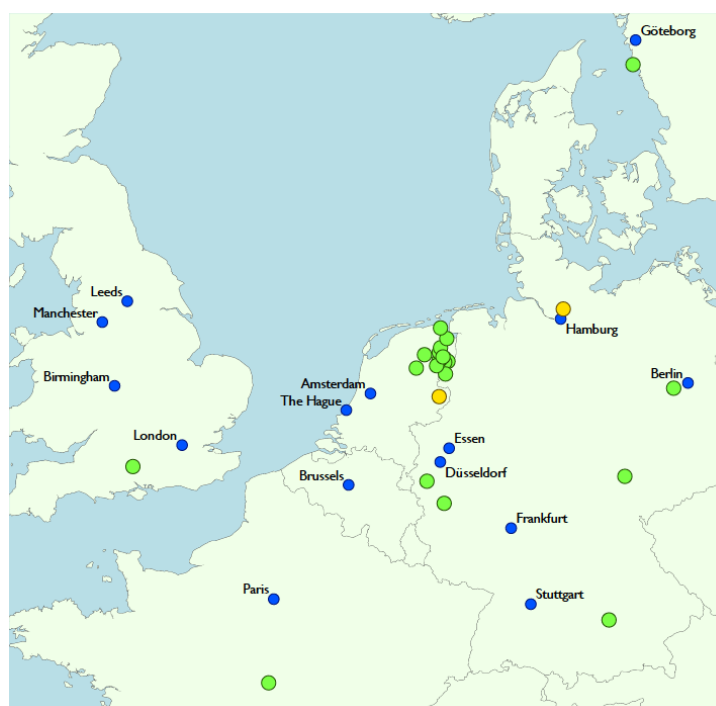 Göteborg
Leeds
Manchester
Hamburg
Birmingham
Berlin
Amsterdam
The Hague
London
Essen
Düsseldorf
Brussels
Frankfurt
Paris
Stuttgart